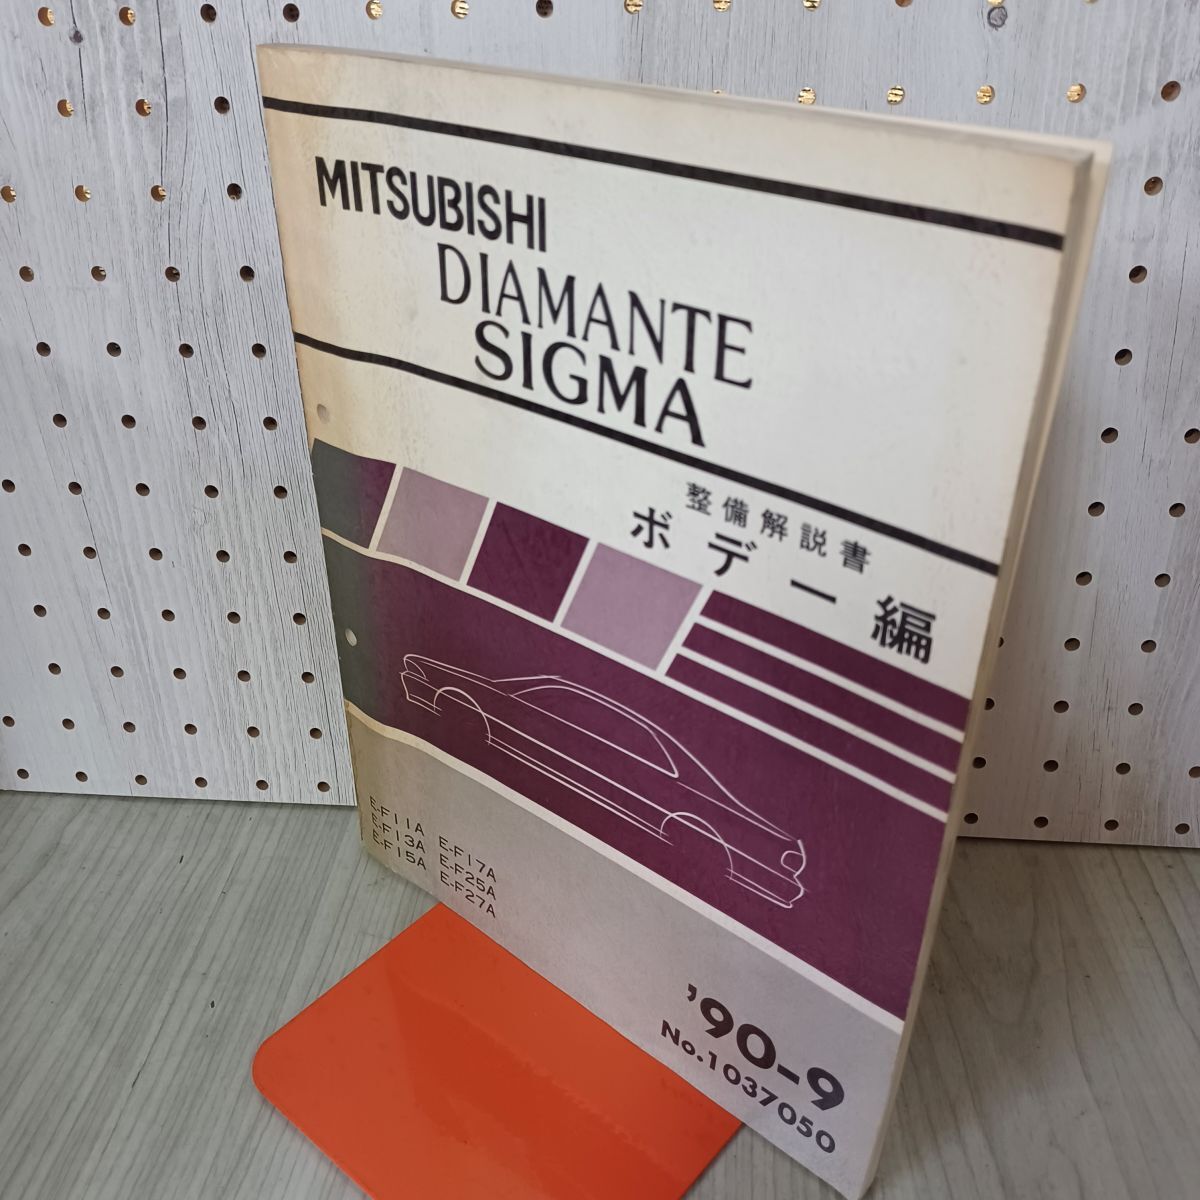 MITSUBISHI
DIAMANTE
SIGMA
整備解説書
ボデー編
E-F11A
E-F13A
E-F15A
E-F17A
E-F25A
E-F27A
'90-9
No.1037050